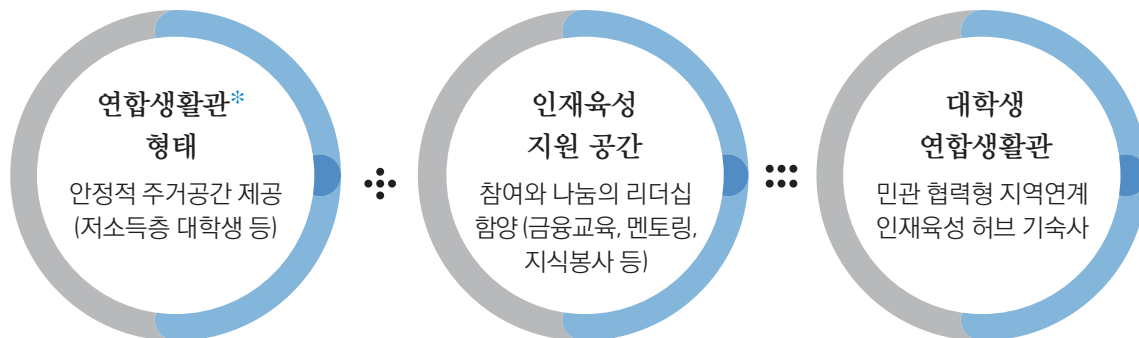 연합생활관*
형태
안정적 주거공간 제공
(저소득층 대학생 등)
인재육성
지원 공간
참여와 나눔의 리더십
함양 (금융교육, 멘토링,
지식봉사 등)
대학생
연합생활관
민관 협력형 지역연계
인재육성 허브 기숙사